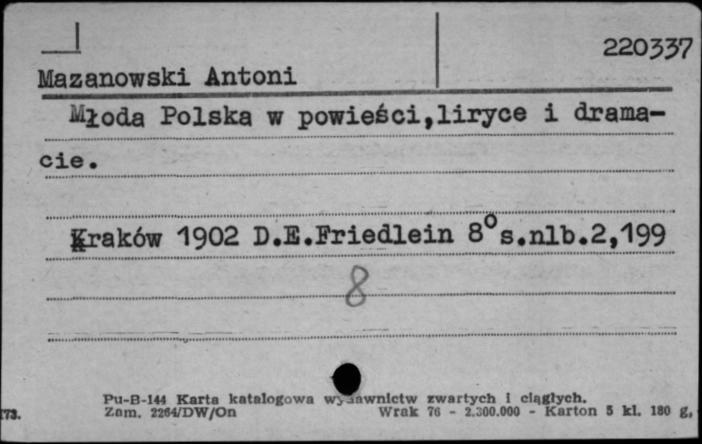 220337
Mazanowski Antoni
Młoda Polska w powieści,liryce i drama-
cie.
Kraków 1902 D.E.Friedlein 8° s.nlb.2,199
8
Pu-B-144 Karta katalogowa wydawnictw zwartych i ciągłych.
173. Zam. 2264/DW/On Wrak 76 - 2.300.000 - Karton 5 kl. 180 g,